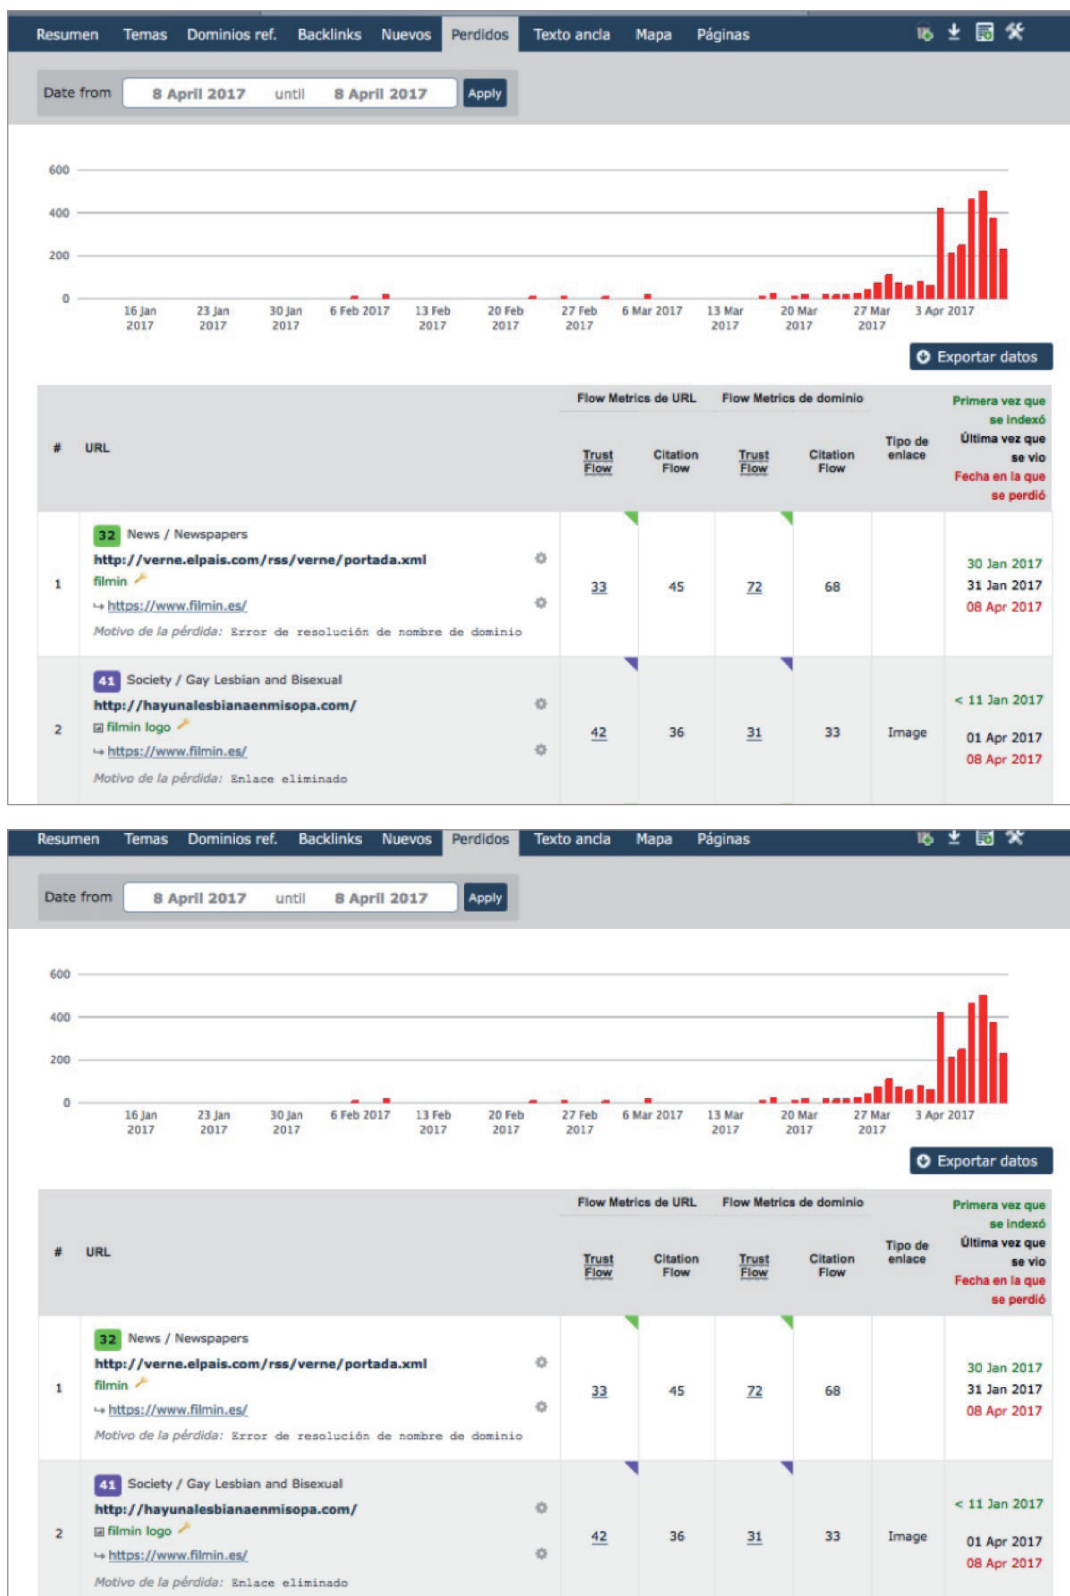 Resumen Temas Dominios ref. Backlinks Nuevos Perdidos Texto ancla Mapa Páginas
Date from 8 April 2017 until 8 April 2017 Apply
600
400
200
0
16 Jan 2017 23 Jan 2017 30 Jan 2017 6 Feb 2017 13 Feb 2017 20 Feb 2017 27 Feb 2017 6 Mar 2017 13 Mar 2017 20 Mar 2017 27 Mar 2017 3 Apr 2017
Exportar datos
Flow Metrics de URL Flow Metrics de dominio
# URL Trust Flow Citation Flow Trust Flow Citation Flow Tipo de enlace
Primera vez que se indexó
Última vez que se vio
Fecha en la que se perdió
32 News / Newspapers
http://verne.elpais.com/rss/verne/portada.xml
1 filmin 33 45 72 68
https://www.filmin.es/
Motivo de la pérdida: Error de resolución de nombre de dominio
30 Jan 2017
31 Jan 2017
08 Apr 2017
41 Society / Gay Lesbian and Bisexual
http://hayunalesbianaenmisopa.com/
2 filmin logo 42 36 31 33 Image
https://www.filmin.es/
Motivo de la pérdida: Enlace eliminado
< 11 Jan 2017
01 Apr 2017
08 Apr 2017
Resumen Temas Dominios ref. Backlinks Nuevos Perdidos Texto ancla Mapa Páginas
Date from 8 April 2017 until 8 April 2017 Apply
600
400
200
0
16 Jan 2017 23 Jan 2017 30 Jan 2017 6 Feb 2017 13 Feb 2017 20 Feb 2017 27 Feb 2017 6 Mar 2017 13 Mar 2017 20 Mar 2017 27 Mar 2017 3 Apr 2017
Exportar datos
Flow Metrics de URL Flow Metrics de dominio
# URL Trust Flow Citation Flow Trust Flow Citation Flow Tipo de enlace
Primera vez que se indexó
Última vez que se vio
Fecha en la que se perdió
32 News / Newspapers
http://verne.elpais.com/rss/verne/portada.xml
1 filmin 33 45 72 68
https://www.filmin.es/
Motivo de la pérdida: Error de resolución de nombre de dominio
30 Jan 2017
31 Jan 2017
08 Apr 2017
41 Society / Gay Lesbian and Bisexual
http://hayunalesbianaenmisopa.com/
2 filmin logo 42 36 31 33 Image
https://www.filmin.es/
Motivo de la pérdida: Enlace eliminado
< 11 Jan 2017
01 Apr 2017
08 Apr 2017